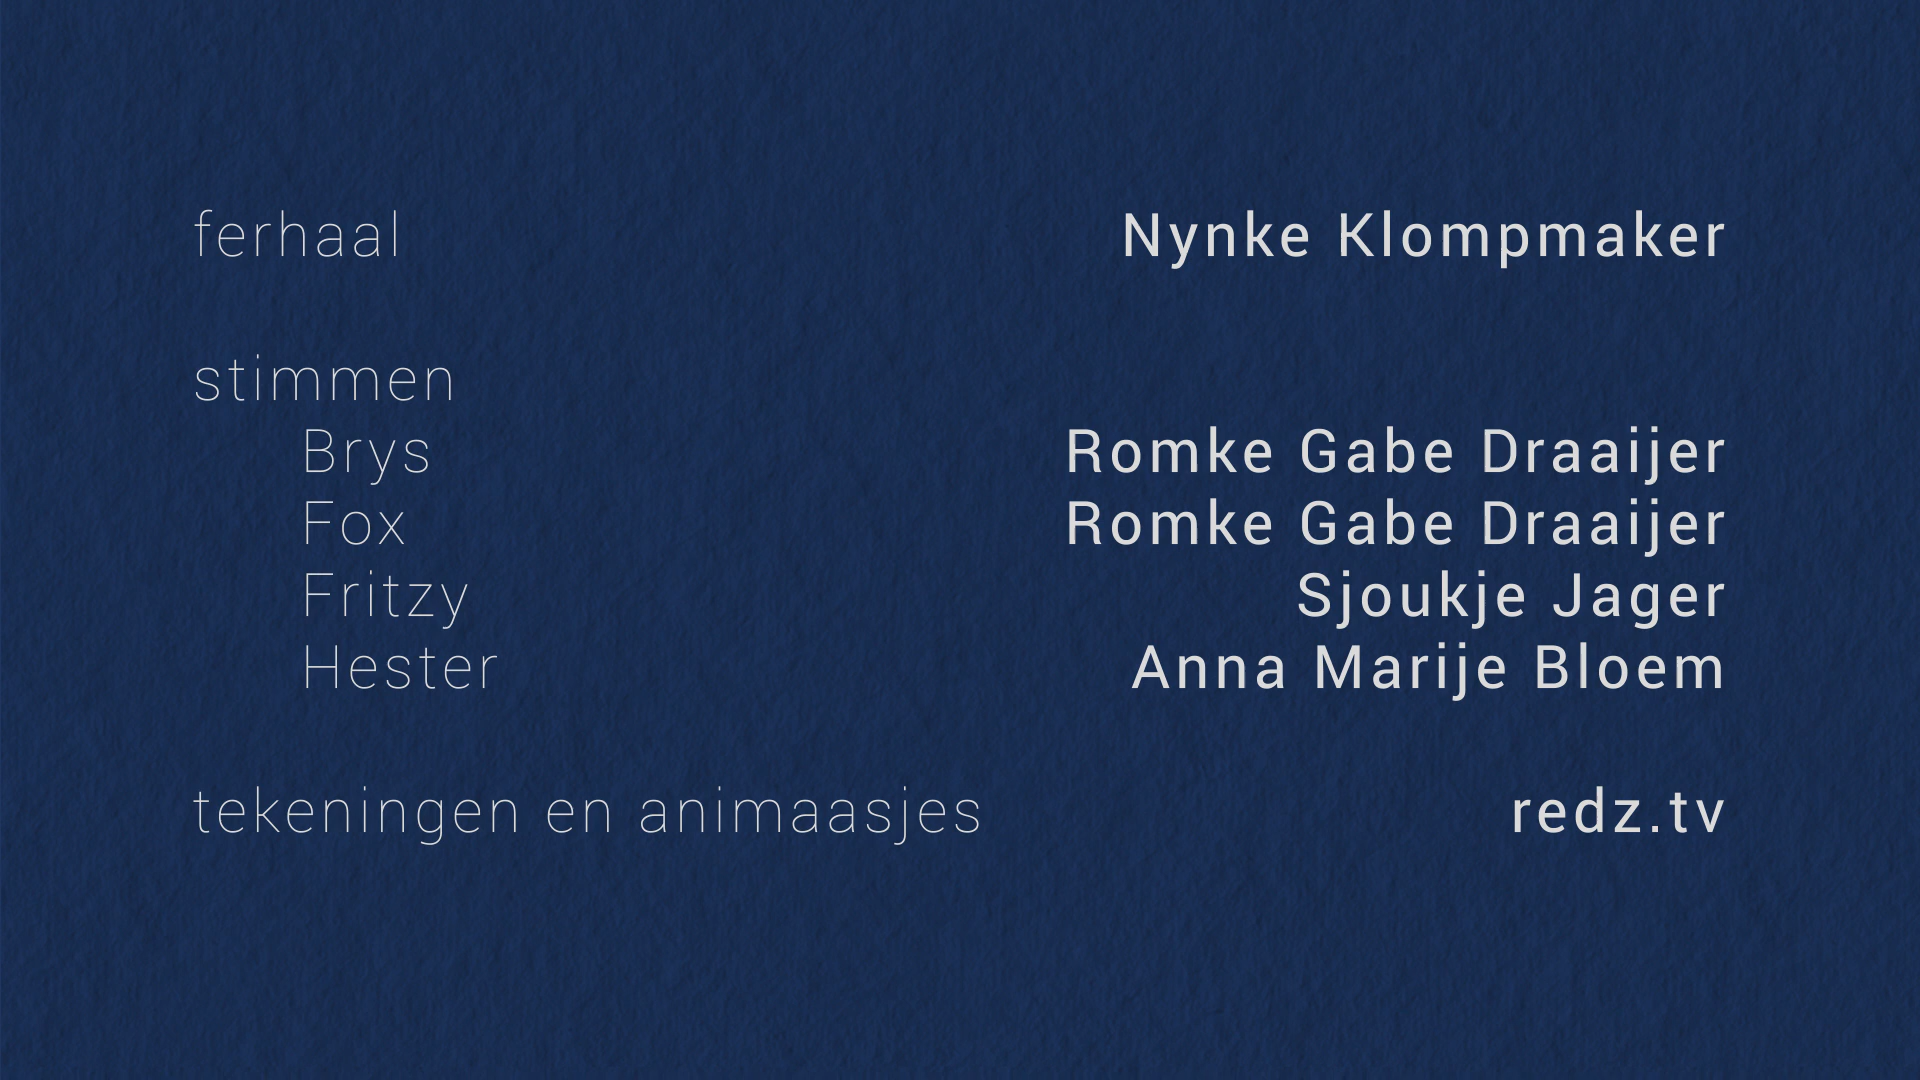 ferhaal Nynke Klompmaker
stimmen
Brys Romke Gabe Draaijer
Fox Romke Gabe Draaijer
Fritzy Sjoukje Jager
Hester Anna Marije Bloem
tekeningen en animaasjes redz.tv